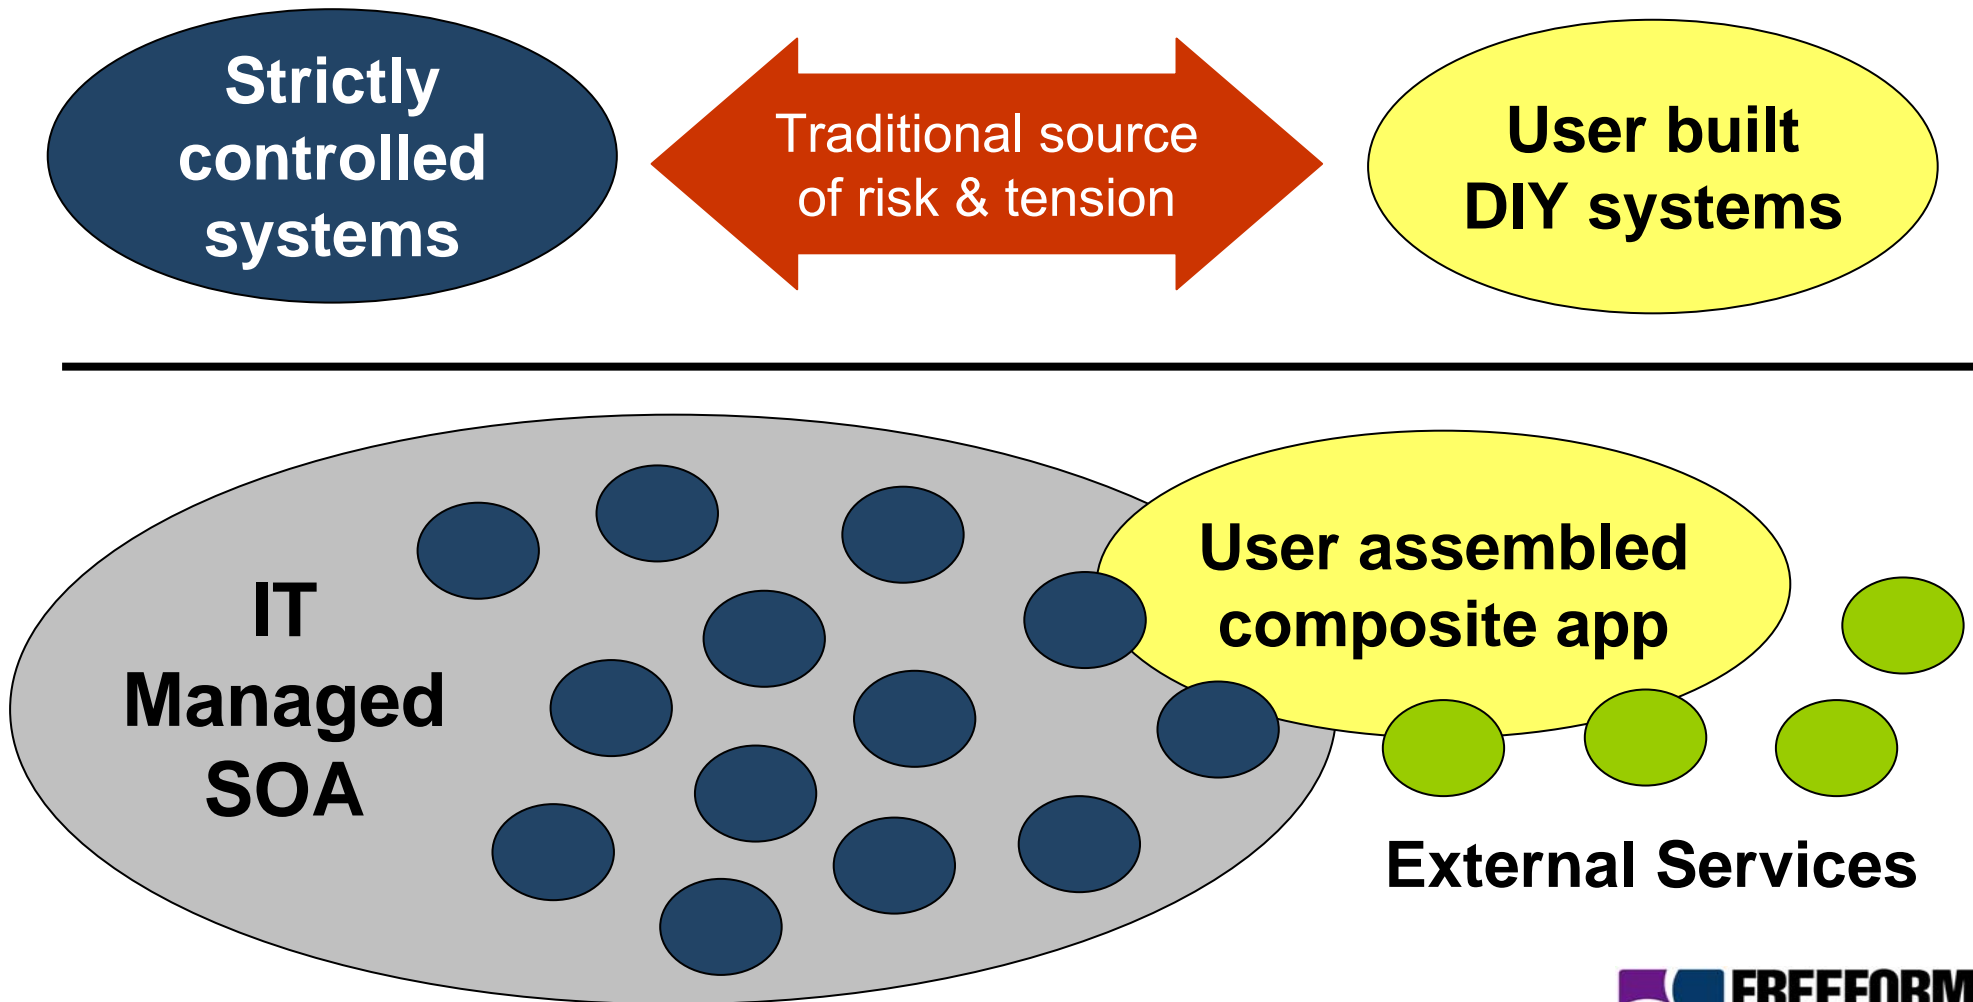 Strictly
controlled
systems
Traditional source
of risk & tension
User built
DIY systems
IT
Managed
SOA
User assembled
composite app
External Services
FREEFORM